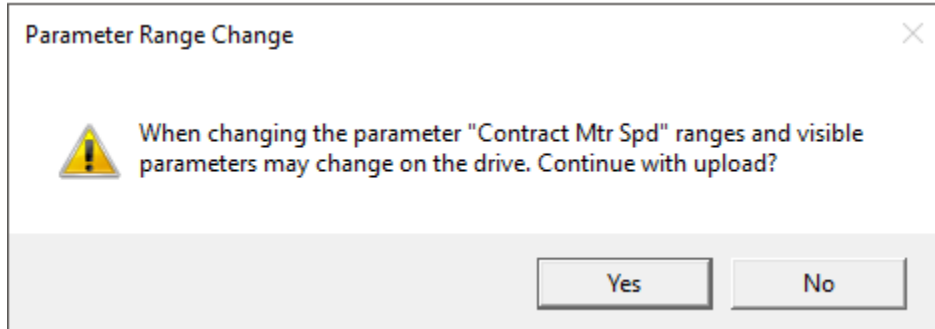 Parameter Range Change
When changing the parameter "Contract Mtr Spd" ranges and visible
parameters may change on the drive. Continue with upload?
Yes
No